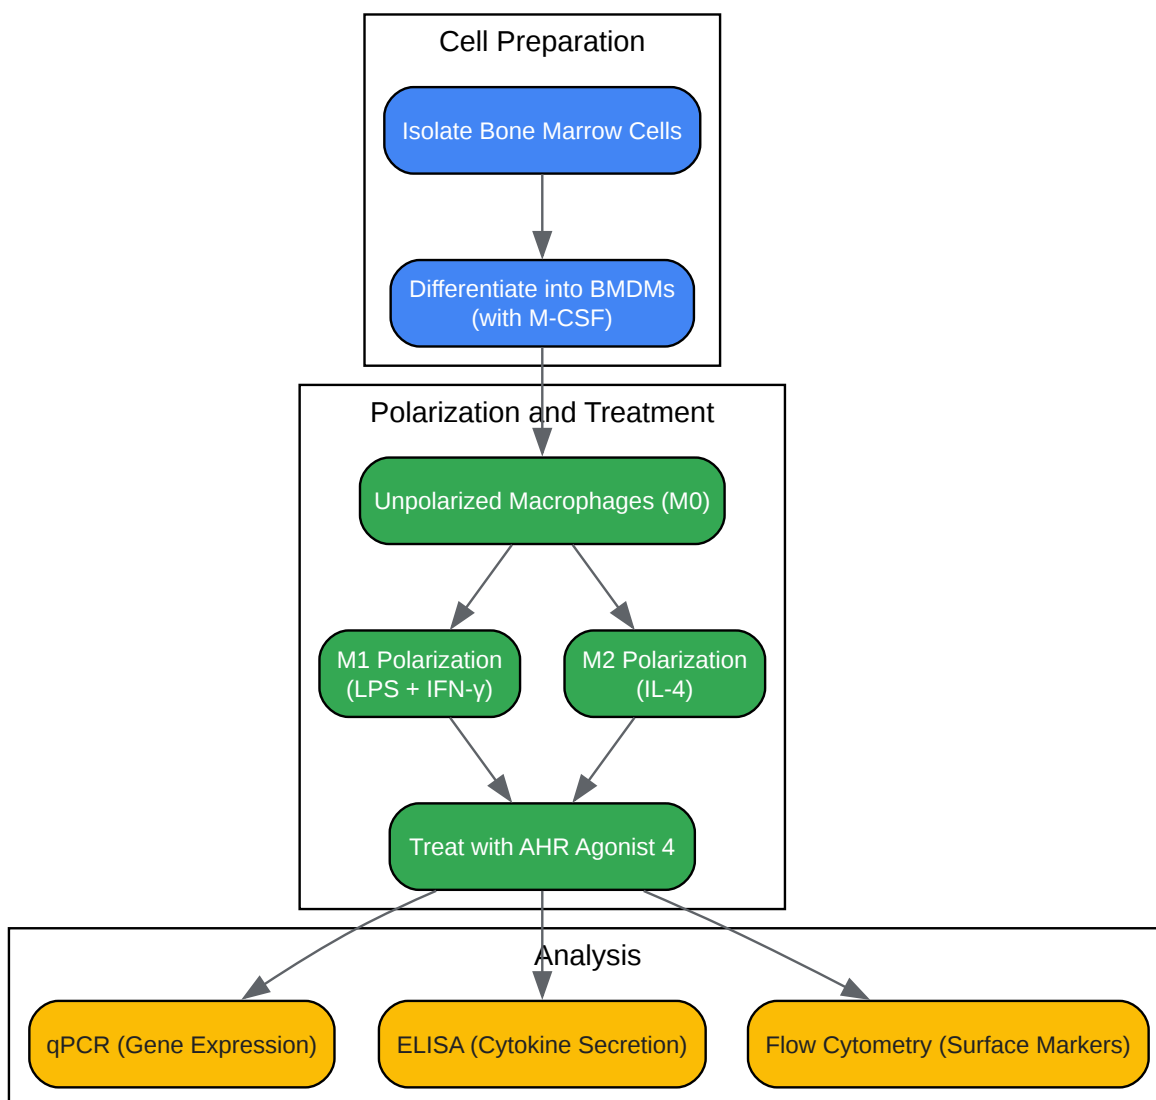 Cell Preparation
Isolate Bone Marrow Cells
Differentiate into BMDMs
(with M-CSF)
Polarization and Treatment
Unpolarized Macrophages (M0)
M1 Polarization
(LPS + IFN-γ)
M2 Polarization
(IL-4)
Treat with AHR Agonist 4
Analysis
qPCR (Gene Expression)
ELISA (Cytokine Secretion)
Flow Cytometry (Surface Markers)